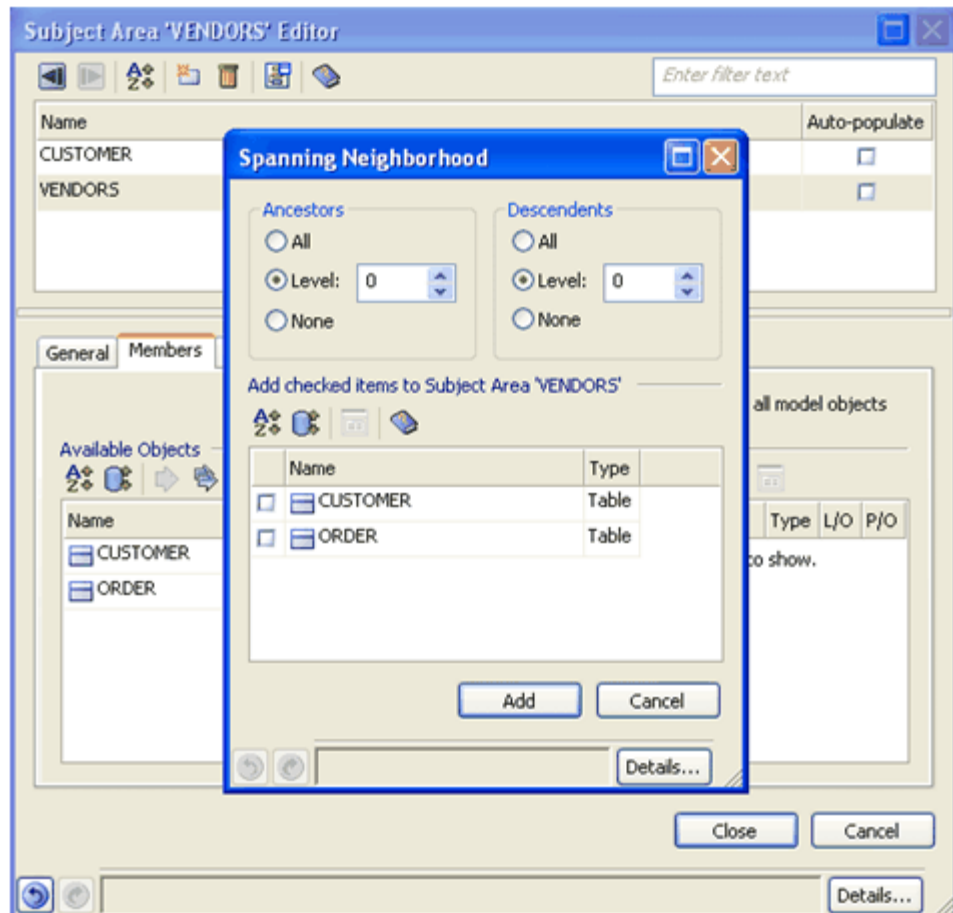 Subject Area 'VENDORS' Editor
Enter filter text
Name Auto-populate
CUSTOMER
VENDORS
Spanning Neighborhood
Ancestors Descendents
All All
Level: 0 Level: 0
None None
General Members
Add checked items to Subject Area 'VENDORS'
all model objects
Available Objects
Name Type
CUSTOMER Table
ORDER Table
Name Type L/O P/O
CUSTOMER to show.
ORDER
Add Cancel
Details...
Close Cancel
Details...